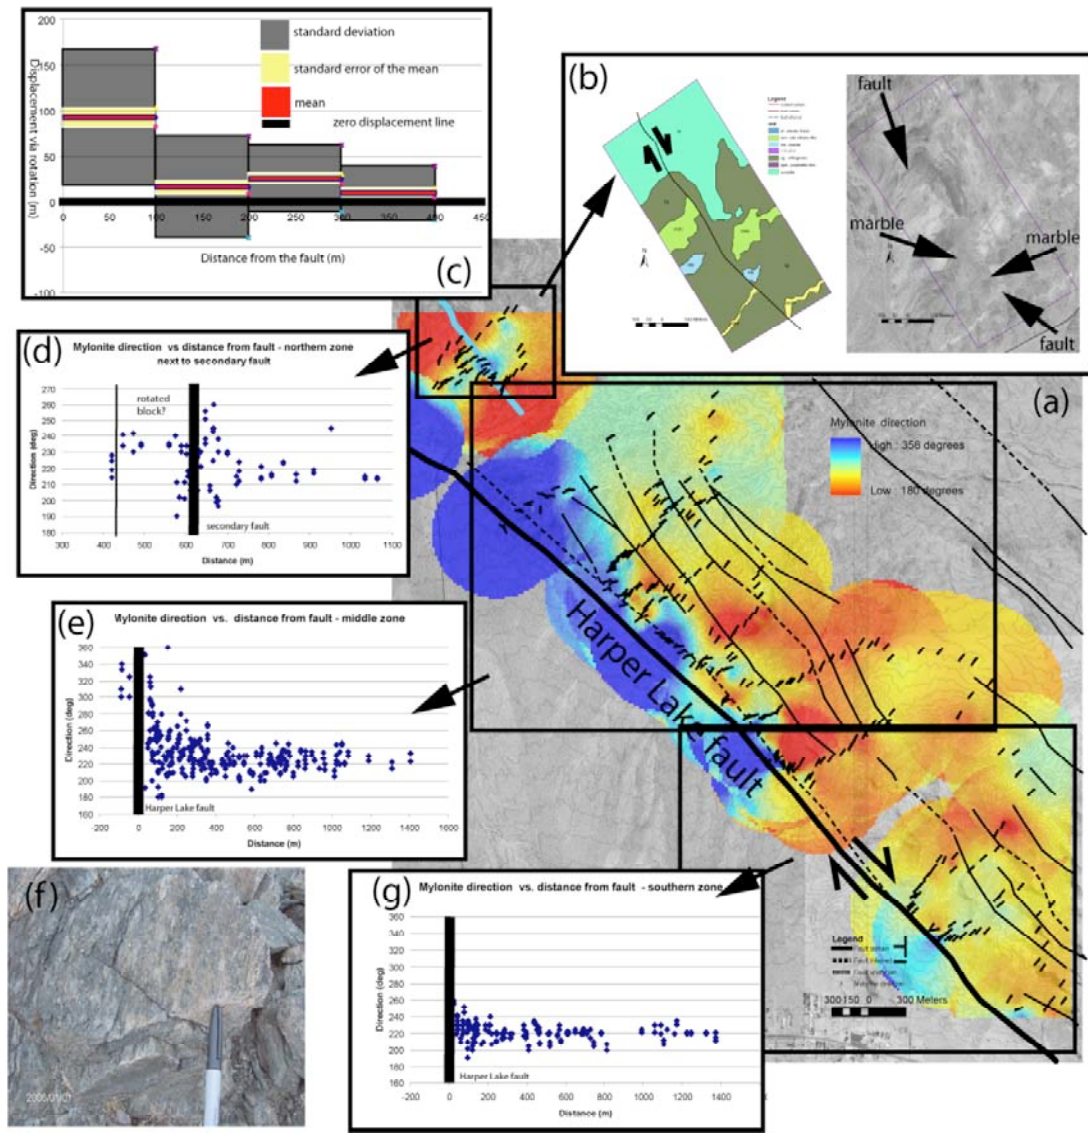 (c)
200
150
100
50
0
-50
-100
Displacement via rotation (m)
standard deviation
standard error of the mean
mean
zero displacement line
0 50 100 150 200 250 300 350 400 450
Distance from the fault (m)
(b)
Legend
N
fault
marble
marble
fault
N
(d)
Mylonite direction vs distance from fault - northern zone
next to secondary fault
270
260
250
240
230
220
210
200
190
180
Direction (deg)
rotated
block?
secondary fault
300 400 500 600 700 800 900 1000 1100
Distance (m)
(a)
Mylonite direction
High : 356 degrees
Low : 180 degrees
Harper Lake fault
(e)
Mylonite direction vs. distance from fault - middle zone
360
340
320
300
280
260
240
220
200
180
160
Direction (deg)
Harper Lake fault
-200 0 200 400 600 800 1000 1200 1400 1600
Distance (m)
(f)
(g)
Mylonite direction vs. distance from fault - southern zone
360
340
320
300
280
260
240
220
200
180
160
Direction (deg)
Harper Lake fault
-200 0 200 400 600 800 1000 1200 1400
Distance (m)
Legend
Fault certain
Fault inferred
300 150 0 300 Meters